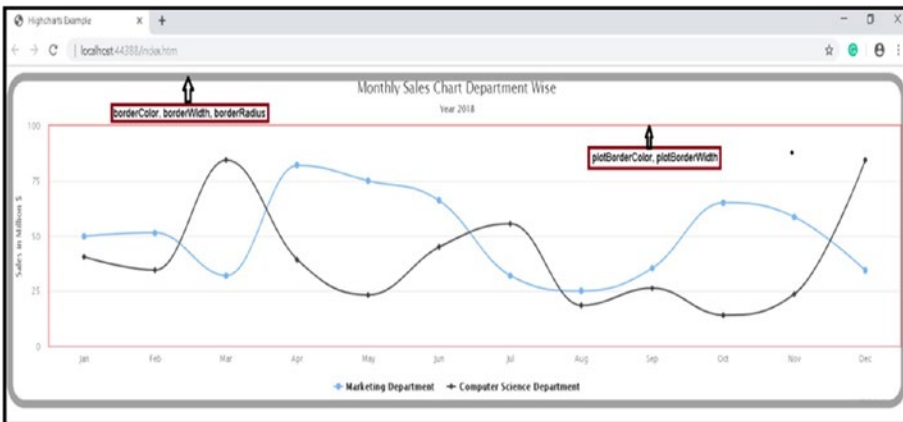 Highcharts Example
localhost:44388/index.htm
Monthly Sales Chart Department Wise
Year 2018
borderColor, borderWidth, borderRadius
plotBorderColor, plotBorderWidth
Sales in Million $
100
75
50
25
0
Jan Feb Mar Apr May Jun Jul Aug Sep Oct Nov Dec
Marketing Department Computer Science Department